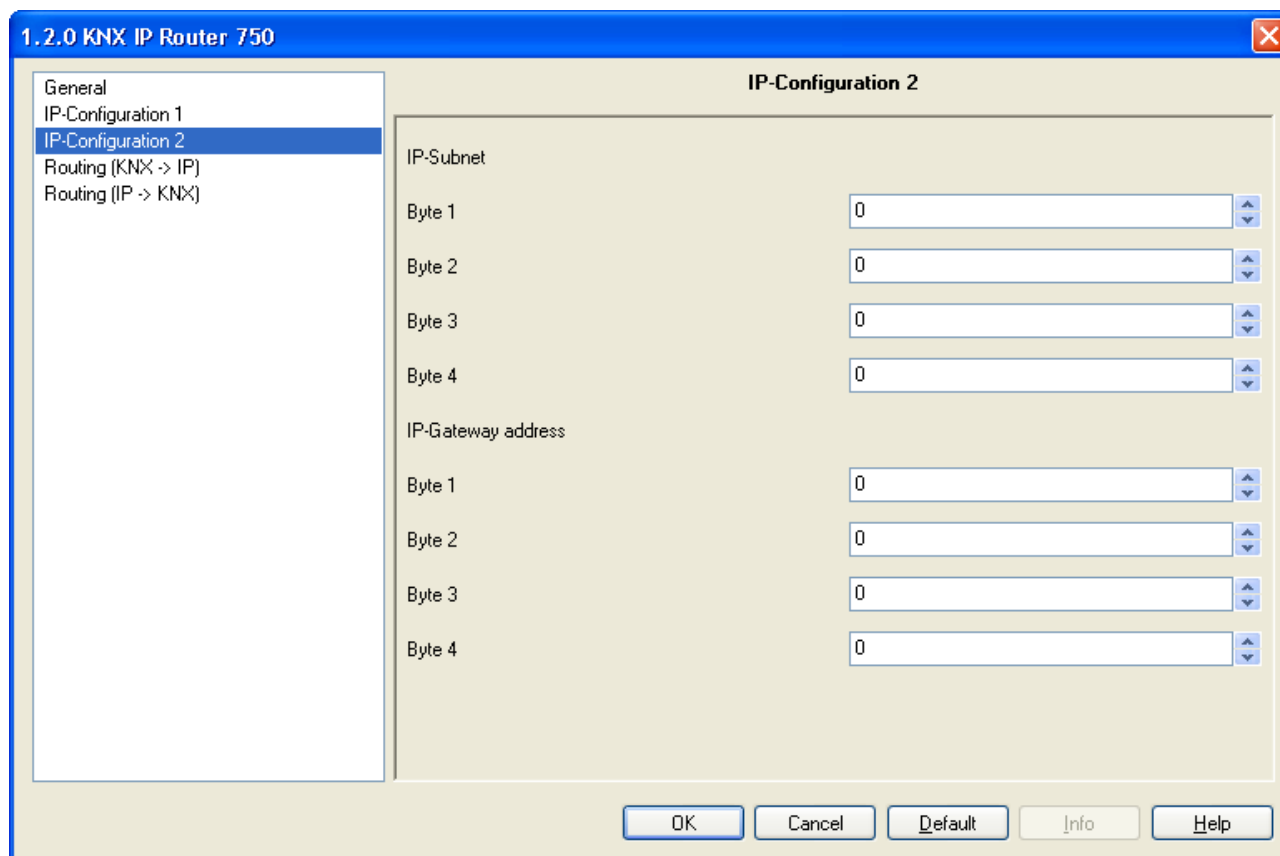 1.2.0 KNX IP Router 750
General
IP-Configuration 1
IP-Configuration 2
Routing (KNX -> IP)
Routing (IP -> KNX)
IP-Configuration 2
IP-Subnet
Byte 1 0
Byte 2 0
Byte 3 0
Byte 4 0
IP-Gateway address
Byte 1 0
Byte 2 0
Byte 3 0
Byte 4 0
OK Cancel Default Info Help